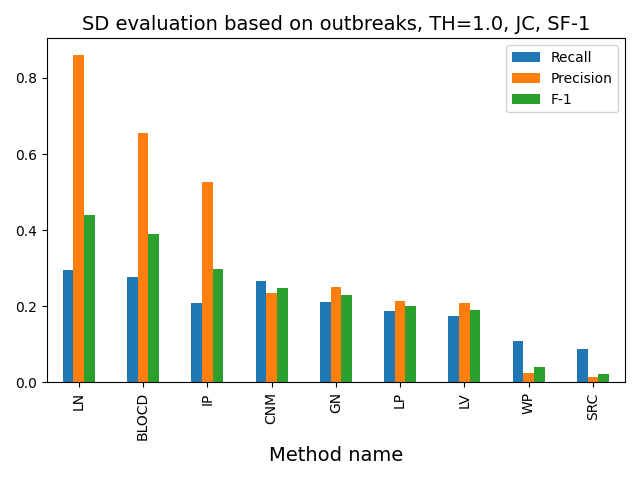 SD evaluation based on outbreaks, TH=1.0, JC, SF-1
Recall
Precision
F-1
0.8
0.6
0.4
0.2
0.0
LN
BLOCD
IP
CNM
GN
LP
LV
WP
SRC
Method name